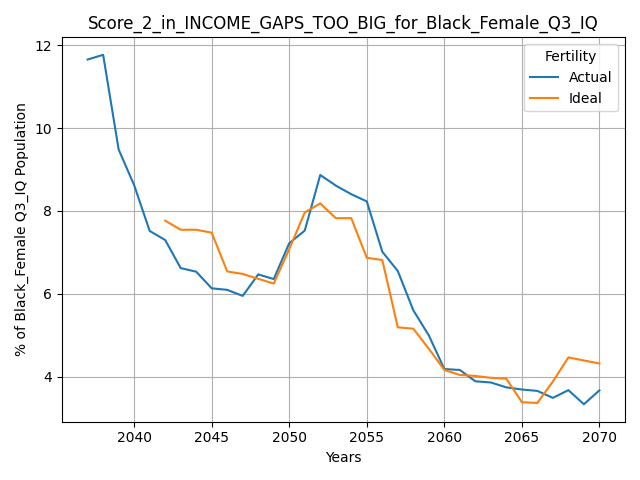 Score_2_in_INCOME_GAPS_TOO_BIG_for_Black_Female_Q3_IQ
Fertility
Actual
Ideal
% of Black_Female Q3_IQ Population
12
10
8
6
4
2040
2045
2050
2055
2060
2065
2070
Years